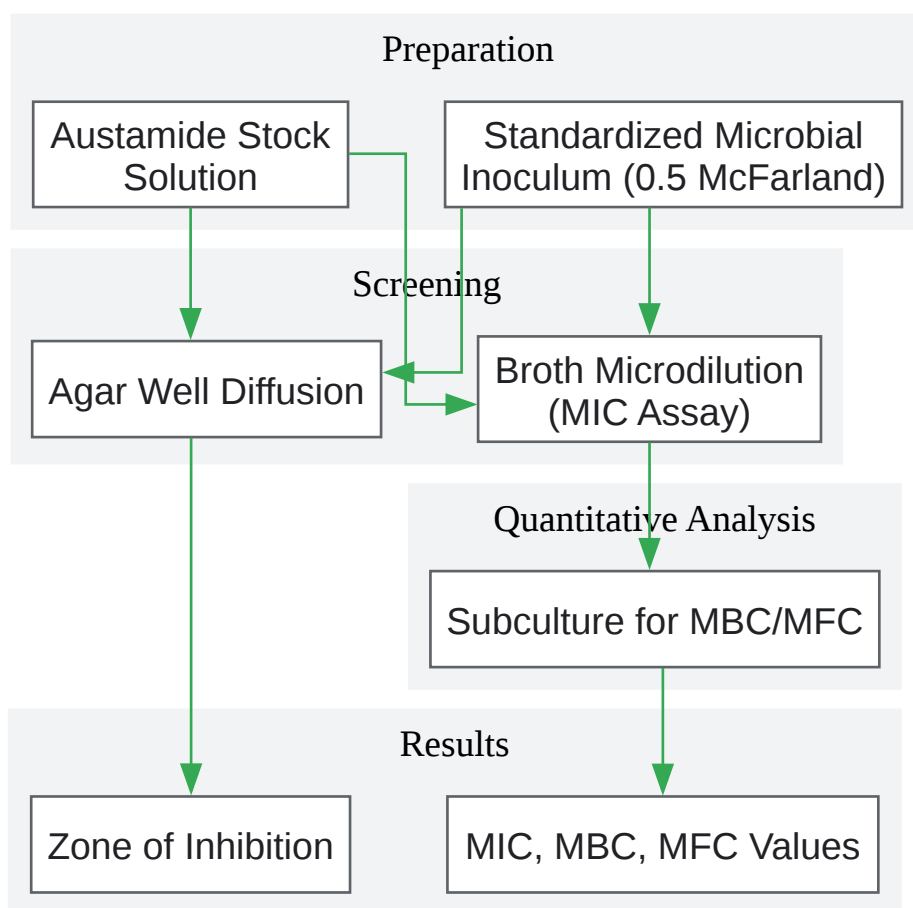 Preparation
Austamide Stock
Solution
Standardized Microbial
Inoculum (0.5 McFarland)
Screening
Agar Well Diffusion
Broth Microdilution
(MIC Assay)
Quantitative Analysis
Subculture for MBC/MFC
Results
Zone of Inhibition
MIC, MBC, MFC Values